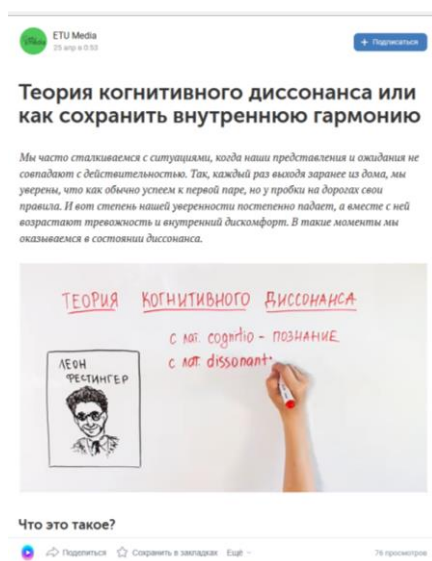 ETU Media
25 апр в 0:53
Подписаться
Теория когнитивного диссонанса или
как сохранить внутреннюю гармонию
Мы часто сталкиваемся с ситуациями, когда наши представления и ожидания не
совпадают с действительностью. Так, каждый раз выходя заранее из дома, мы
уверены, что как обычно успеем к первой паре, но у пробки на дорогах свои
правила. И вот степень нашей уверенности постепенно падает, а вместе с ней
возрастают тревожность и внутренний дискомфорт. В такие моменты мы
оказываемся в состоянии диссонанса.
ТЕОРИЯ КОГНИТИВНОГО ДИССОНАНСА
с лат. cognitio - ПОЗНАНИЕ
с лат. dissonant
ЛЕОН
ФЕСТИНГЕР
Что это такое?
Поделиться Сохранить в закладках Ещё
76 просмотров